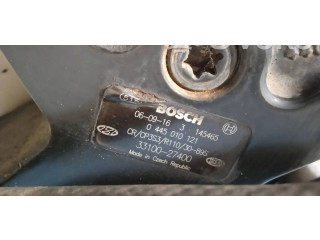 BOSCH
06-09-16 3 145465
0 445 010 121
CR/CP3S3/R110/30-89S
33100-27400
Made in Czech Republic